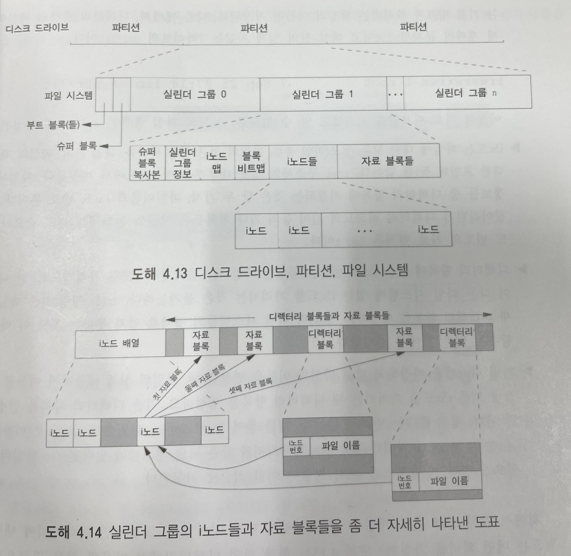 디스크 드라이브 파티션 파티션 파티션
파일 시스템 실린더 그룹 0 실린더 그룹 1 ... 실린더 그룹 n
부트 블록(들)
슈퍼 블록
슈퍼 블록 복사본 실린더 그룹 정보 i노드 맵 블록 비트맵 i노드들 자료 블록들
i노드 i노드 ... i노드
도해 4.13 디스크 드라이브, 파티션, 파일 시스템
디렉터리 블록들과 자료 블록들
i노드 배열 자료 블록 자료 블록 디렉터리 블록 자료 블록 디렉터리 블록
첫 자료 블록
둘째 자료 블록
셋째 자료 블록
i노드 i노드 i노드 i노드
i노드 번호 파일 이름
i노드 번호 파일 이름
도해 4.14 실린더 그룹의 i노드들과 자료 블록들을 좀 더 자세히 나타낸 도표